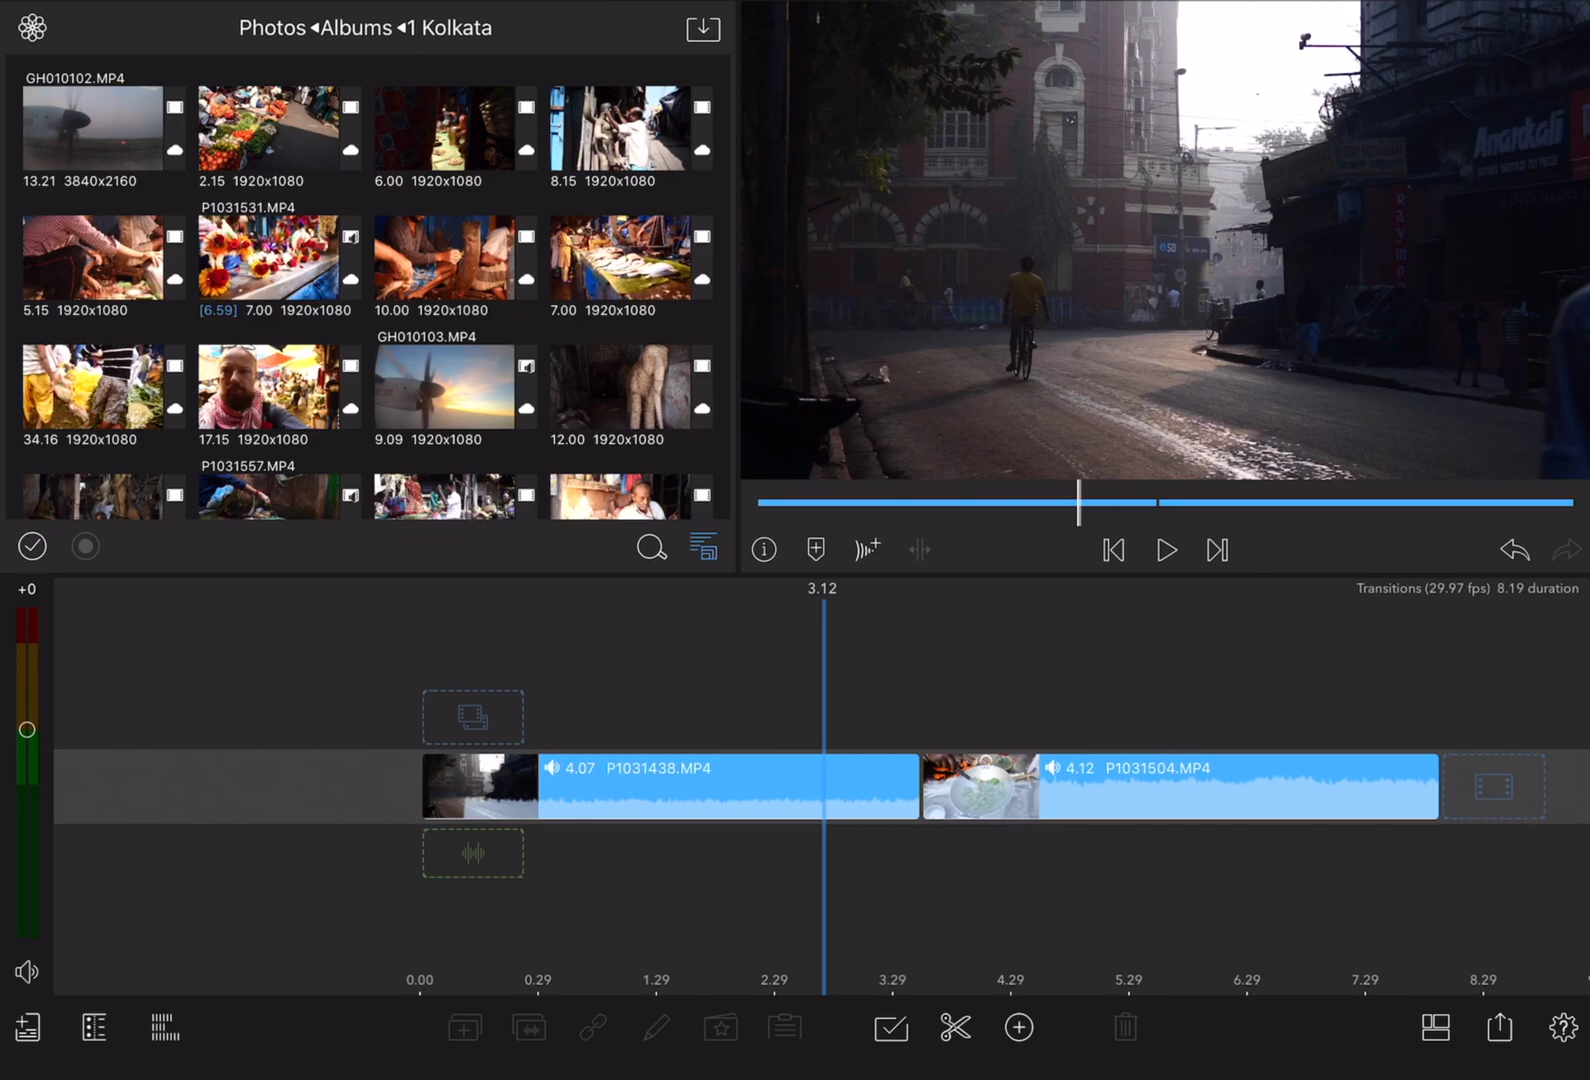 Photos ◂Albums ◂1 Kolkata
GH010102.MP4
13.21 3840x2160
2.15 1920x1080
6.00 1920x1080
8.15 1920x1080
P1031531.MP4
5.15 1920x1080
[6.59] 7.00 1920x1080
10.00 1920x1080
7.00 1920x1080
GH010103.MP4
34.16 1920x1080
17.15 1920x1080
9.09 1920x1080
12.00 1920x1080
P1031557.MP4
Anarkali
Raymo
+0
3.12
Transitions (29.97 fps) 8.19 duration
4.07 P1031438.MP4
4.12 P1031504.MP4
0.00
0.29
1.29
2.29
3.29
4.29
5.29
6.29
7.29
8.29